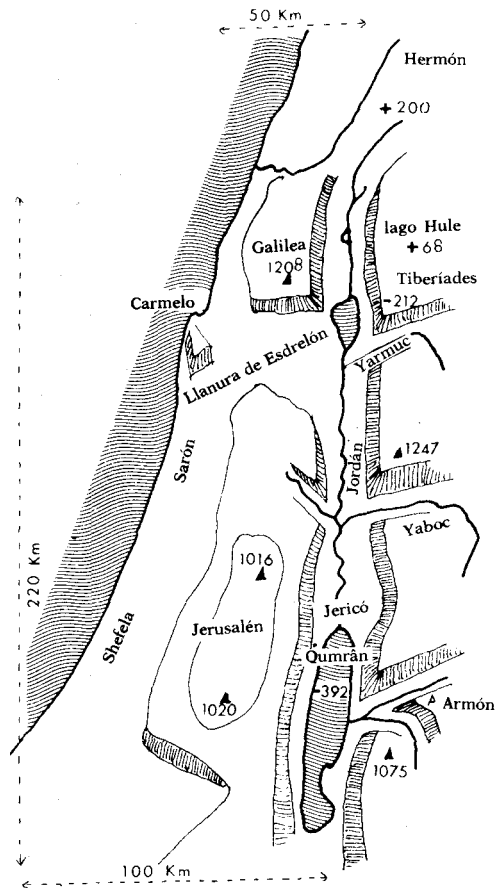 50 Km
Hermón
+ 200
Galilea
1208
lago Hule
+ 68
Tiberíades
-212
Carmelo
Llanura de Esdrelón
Yarmuc
Sarón
Jordán
1247
Yaboc
220 Km
1016
Shefela
Jerusalén
Jericó
Qumrân
-392
1020
Armón
1075
100 Km